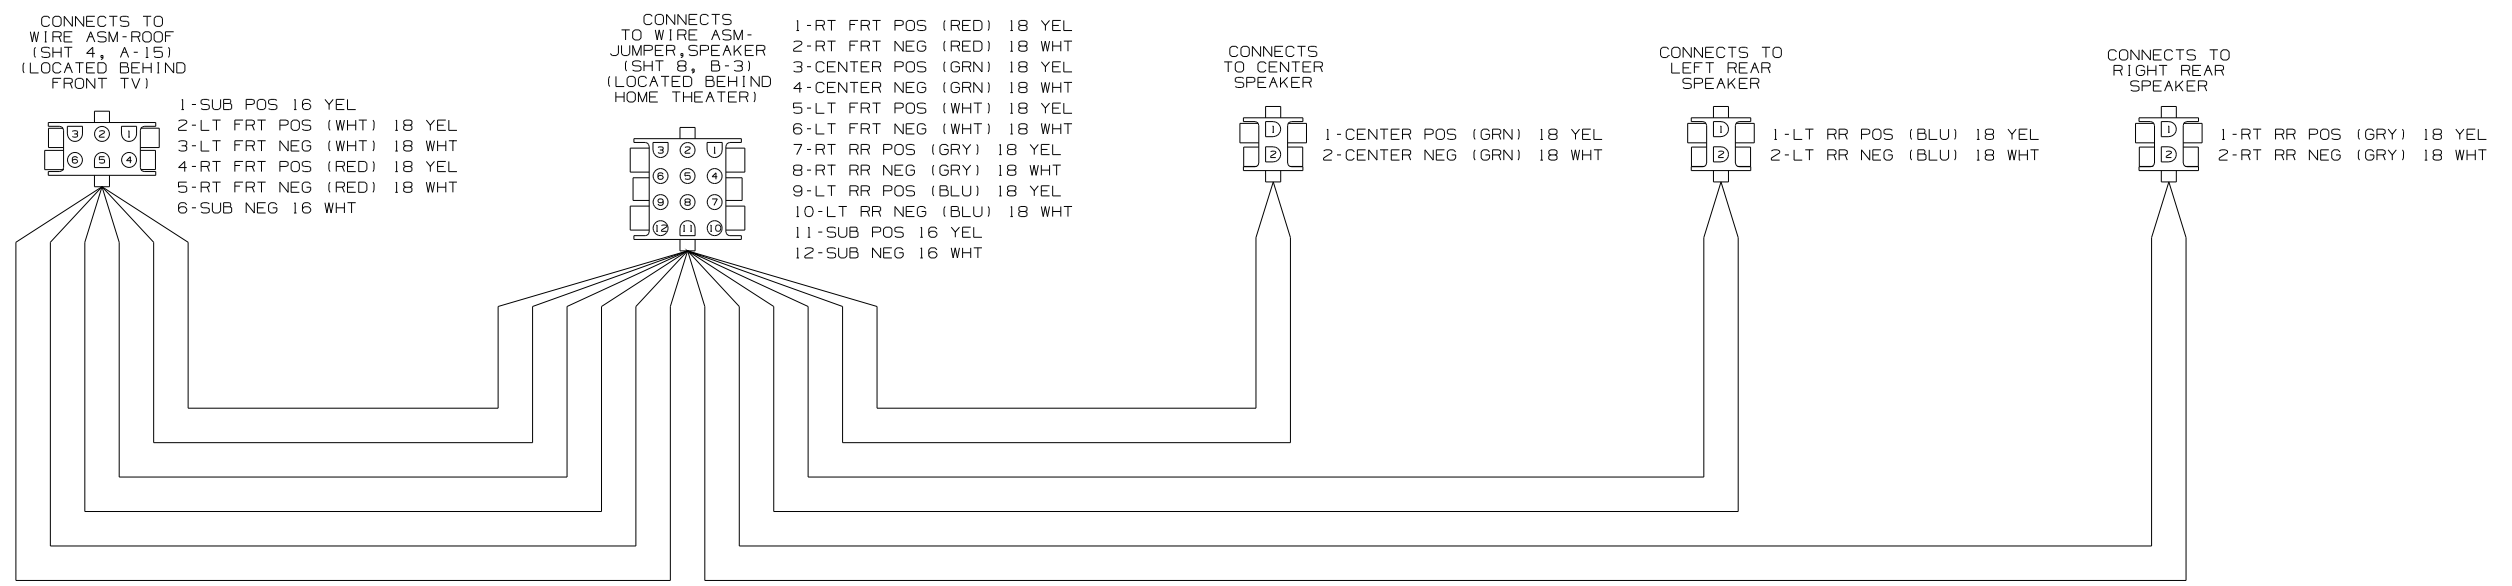 CONNECTS TO
WIRE ASM-ROOF
(SHT 4, A-15)
(LOCATED BEHIND
FRONT TV)
3 2 1
6 5 4
1-SUB POS 16 YEL
2-LT FRT POS (WHT) 18 YEL
3-LT FRT NEG (WHT) 18 WHT
4-RT FRT POS (RED) 18 YEL
5-RT FRT NEG (RED) 18 WHT
6-SUB NEG 16 WHT
CONNECTS
TO WIRE ASM-
JUMPER,SPEAKER
(SHT 8, B-3)
(LOCATED BEHIND
HOME THEATER)
3 2 1
6 5 4
9 8 7
12 11 10
1-RT FRT POS (RED) 18 YEL
2-RT FRT NEG (RED) 18 WHT
3-CENTER POS (GRN) 18 YEL
4-CENTER NEG (GRN) 18 WHT
5-LT FRT POS (WHT) 18 YEL
6-LT FRT NEG (WHT) 18 WHT
7-RT RR POS (GRY) 18 YEL
8-RT RR NEG (GRY) 18 WHT
9-LT RR POS (BLU) 18 YEL
10-LT RR NEG (BLU) 18 WHT
11-SUB POS 16 YEL
12-SUB NEG 16 WHT
CONNECTS
TO CENTER
SPEAKER
1
2
1-CENTER POS (GRN) 18 YEL
2-CENTER NEG (GRN) 18 WHT
CONNECTS TO
LEFT REAR
SPEAKER
1
2
1-LT RR POS (BLU) 18 YEL
2-LT RR NEG (BLU) 18 WHT
CONNECTS TO
RIGHT REAR
SPEAKER
1
2
1-RT RR POS (GRY) 18 YEL
2-RT RR NEG (GRY) 18 WHT